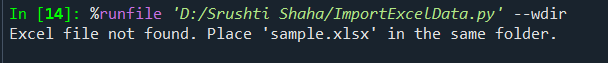 In [14]: %runfile 'D:/Srushti Shaha/ImportExcelData.py' --wdir
Excel file not found. Place 'sample.xlsx' in the same folder.